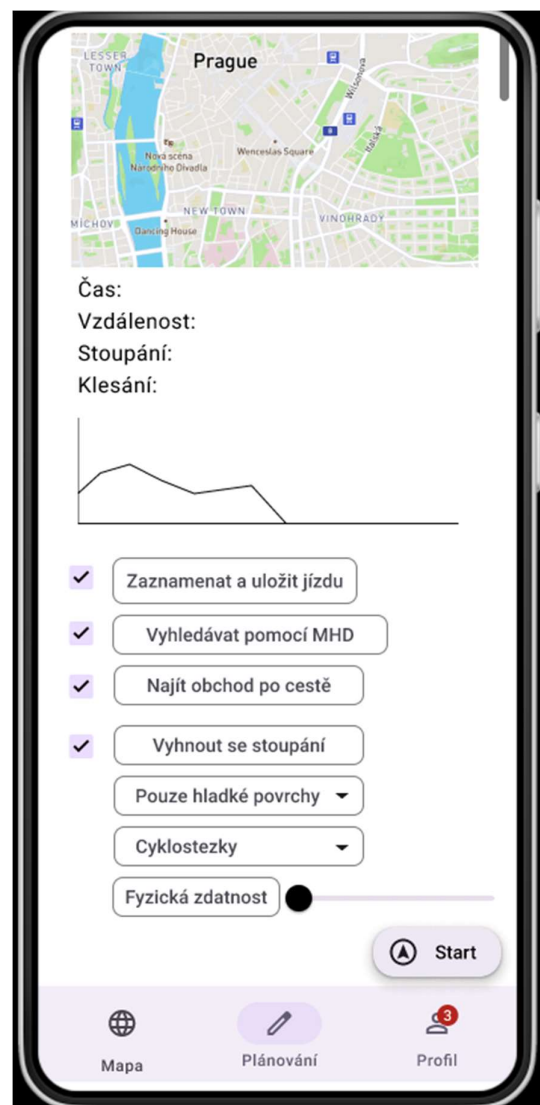 LESSER
TOWN
Prague
Wilsonova
8
Italská
Nová scéna
Národního Divadla
Wenceslas Square
MÍCHOV
NEW TOWN
VINOHRADY
Dancing House
Čas:
Vzdálenost:
Stoupání:
Klesání:
Zaznamenat a uložit jízdu
Vyhledávat pomocí MHD
Najít obchod po cestě
Vyhnout se stoupání
Pouze hladké povrchy
Cyklostezky
Fyzická zdatnost
Start
3
Mapa
Plánování
Profil